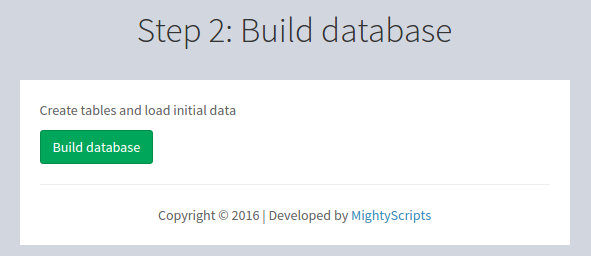 Step 2: Build database
Create tables and load initial data
Build database
Copyright © 2016 | Developed by MightyScripts